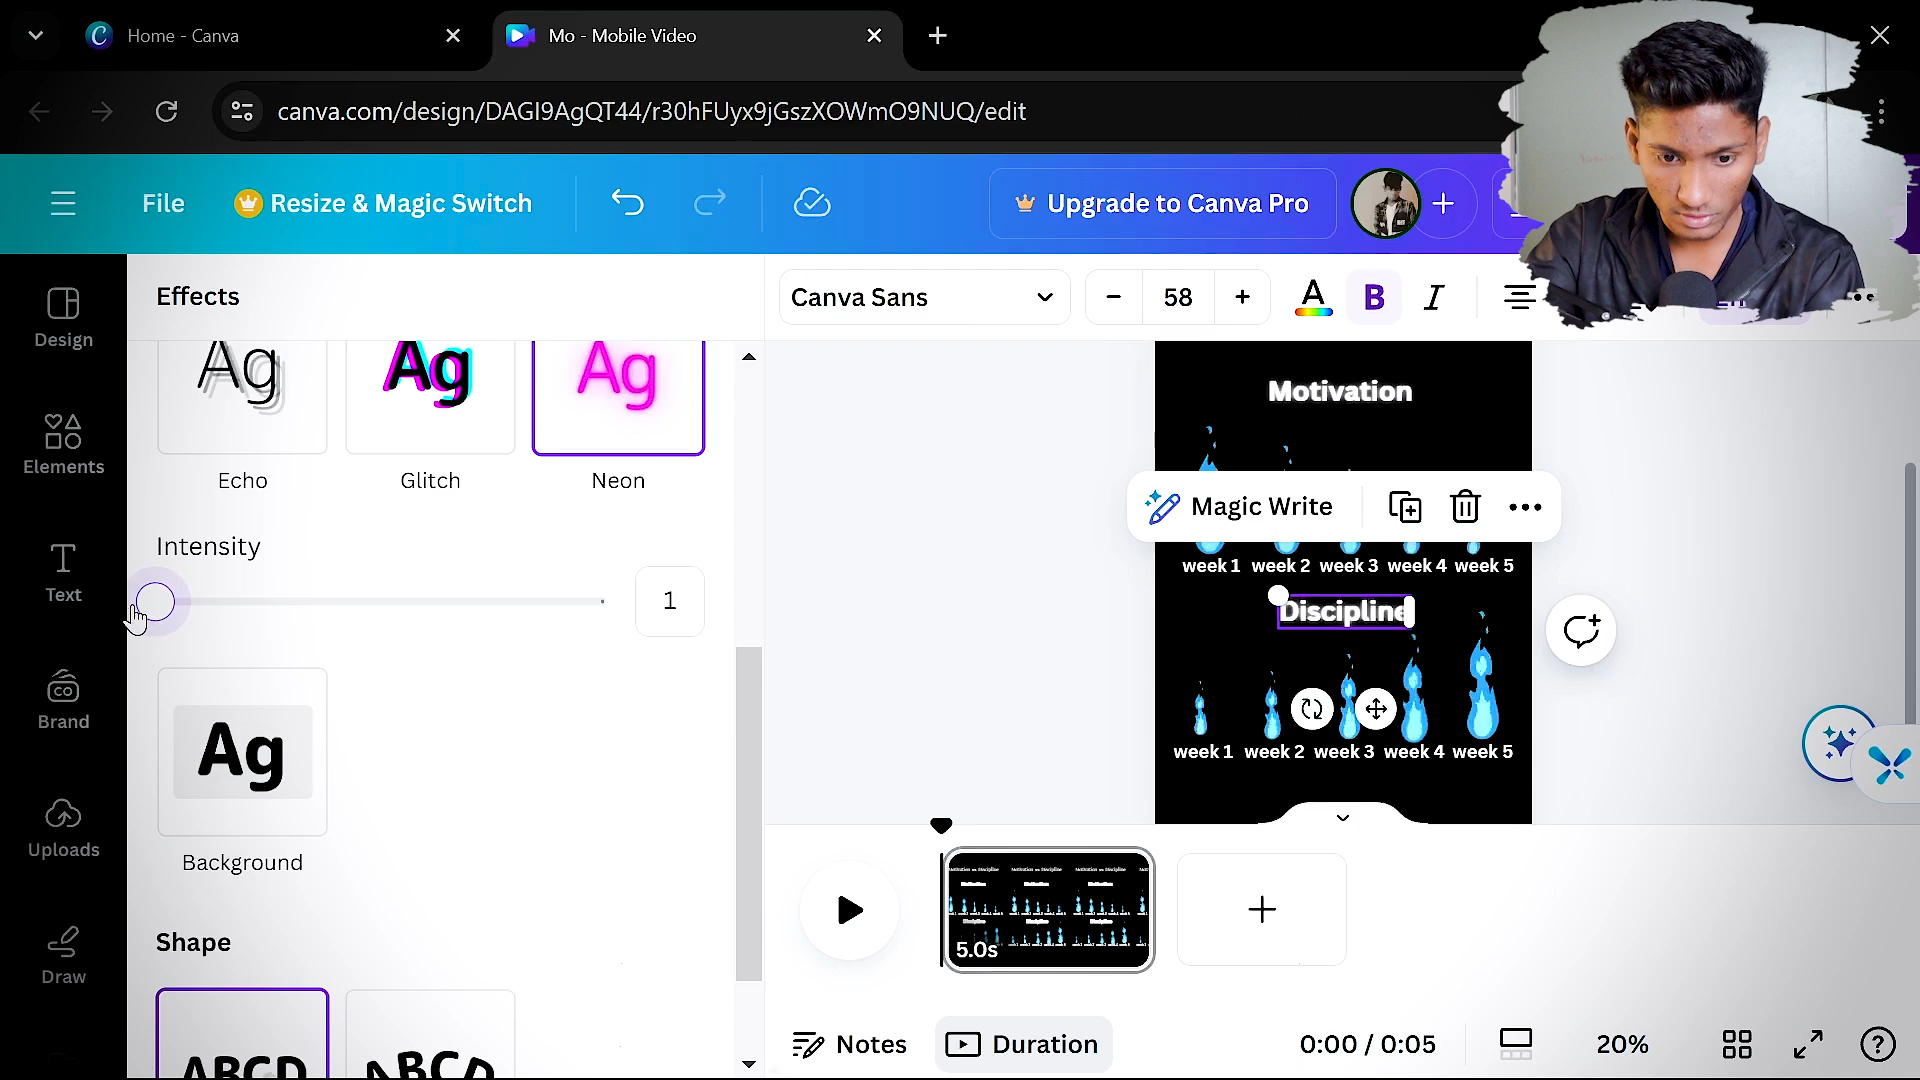 Home - Canva
Mo - Mobile Video
canva.com/design/DAGI9AgQT44/r30hFUyx9jGszXOWmO9NUQ/edit
File
Resize & Magic Switch
Upgrade to Canva Pro
Design
Elements
Text
Brand
Uploads
Draw
Effects
Ag
Ag
Ag
Echo
Glitch
Neon
Intensity
1
Ag
Background
Shape
ABCD
ABCD
Canva Sans
58
A
B
I
Motivation
Magic Write
week 1 week 2 week 3 week 4 week 5
Discipline
week 1 week 2 week 3 week 4 week 5
5.0s
Notes
Duration
0:00 / 0:05
20%